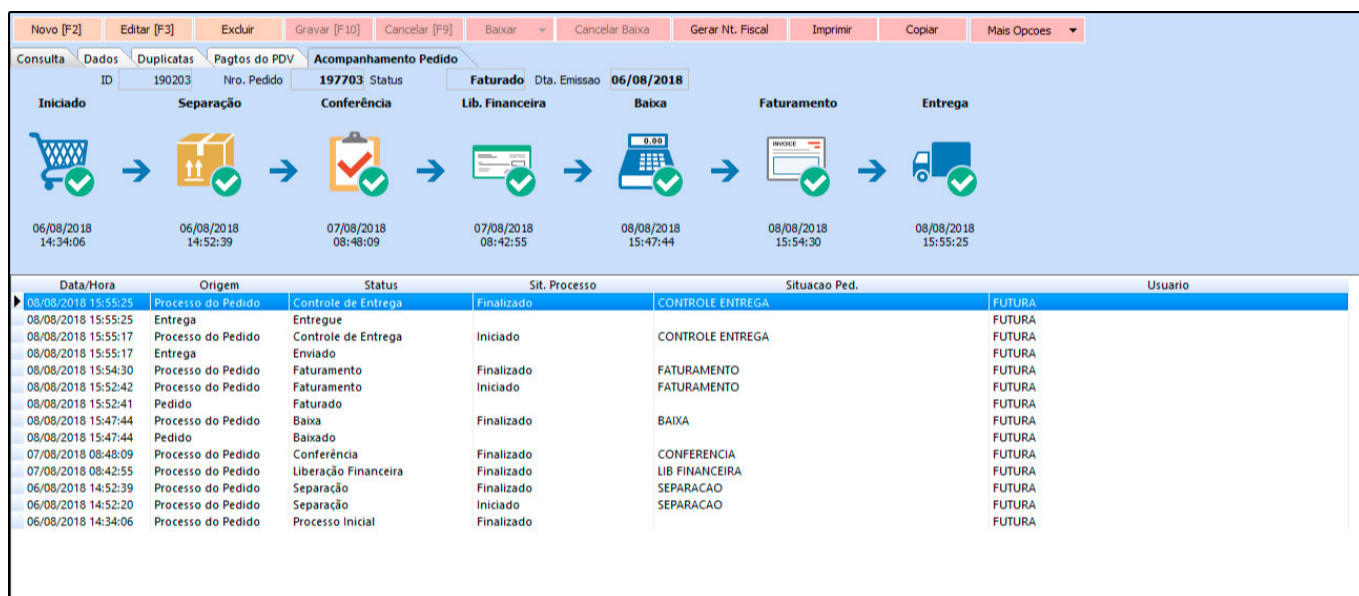 Novo [F2] Editar [F3] Excluir Gravar [F10] Cancelar [F9] Baixar Cancelar Baixa Gerar Nt. Fiscal Imprimir Copiar Mais Opcoes
Consulta Dados Duplicatas Pagtos do PDV Acompanhamento Pedido
ID 190203 Nro. Pedido 197703 Status Faturado Dta. Emissao 06/08/2018
Iniciado Separação Conferência Lib. Financeira Baixa Faturamento Entrega
0.00
INVOICE
06/08/2018 06/08/2018 07/08/2018 07/08/2018 08/08/2018 08/08/2018 08/08/2018
14:34:06 14:52:39 08:48:09 08:42:55 15:47:44 15:54:30 15:55:25
Data/Hora Origem Status Sit. Processo Situacao Ped. Usuario
08/08/2018 15:55:25 Processo do Pedido Controle de Entrega Finalizado CONTROLE ENTREGA FUTURA
08/08/2018 15:55:25 Entrega Entregue FUTURA
08/08/2018 15:55:17 Processo do Pedido Controle de Entrega Iniciado CONTROLE ENTREGA FUTURA
08/08/2018 15:55:17 Entrega Enviado FUTURA
08/08/2018 15:54:30 Processo do Pedido Faturamento Finalizado FATURAMENTO FUTURA
08/08/2018 15:52:42 Processo do Pedido Faturamento Iniciado FATURAMENTO FUTURA
08/08/2018 15:52:41 Pedido Faturado FUTURA
08/08/2018 15:47:44 Processo do Pedido Baixa Finalizado BAIXA FUTURA
08/08/2018 15:47:44 Pedido Baixado FUTURA
07/08/2018 08:48:09 Processo do Pedido Conferência Finalizado CONFERENCIA FUTURA
07/08/2018 08:42:55 Processo do Pedido Liberação Financeira Finalizado LIB FINANCEIRA FUTURA
06/08/2018 14:52:39 Processo do Pedido Separação Finalizado SEPARACAO FUTURA
06/08/2018 14:52:20 Processo do Pedido Separação Iniciado SEPARACAO FUTURA
06/08/2018 14:34:06 Processo do Pedido Processo Inicial Finalizado FUTURA